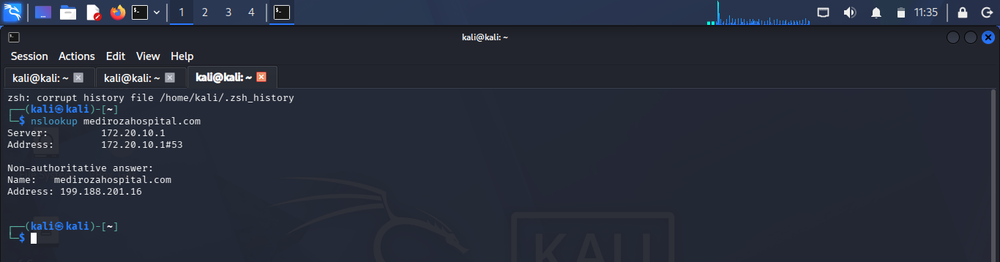 1 2 3 4 11:35
kali@kali: ~
Session Actions Edit View Help
kali@kali: ~ kali@kali: ~ kali@kali: ~
zsh: corrupt history file /home/kali/.zsh_history
┌──(kali㉿kali)-[~]
└─$ nslookup medirozahospital.com
Server:         172.20.10.1
Address:        172.20.10.1#53
Non-authoritative answer:
Name:   medirozahospital.com
Address: 199.188.201.16
┌──(kali㉿kali)-[~]
└─$
KALI